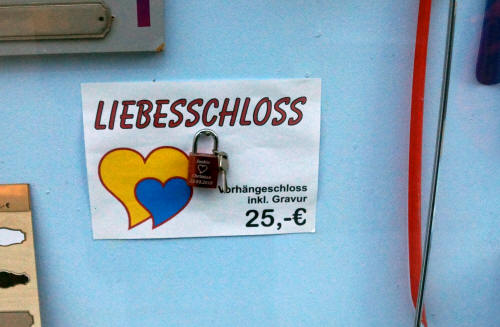 LIEBESSCHLOSS
Vorhängeschloss
inkl. Gravur
25,-€